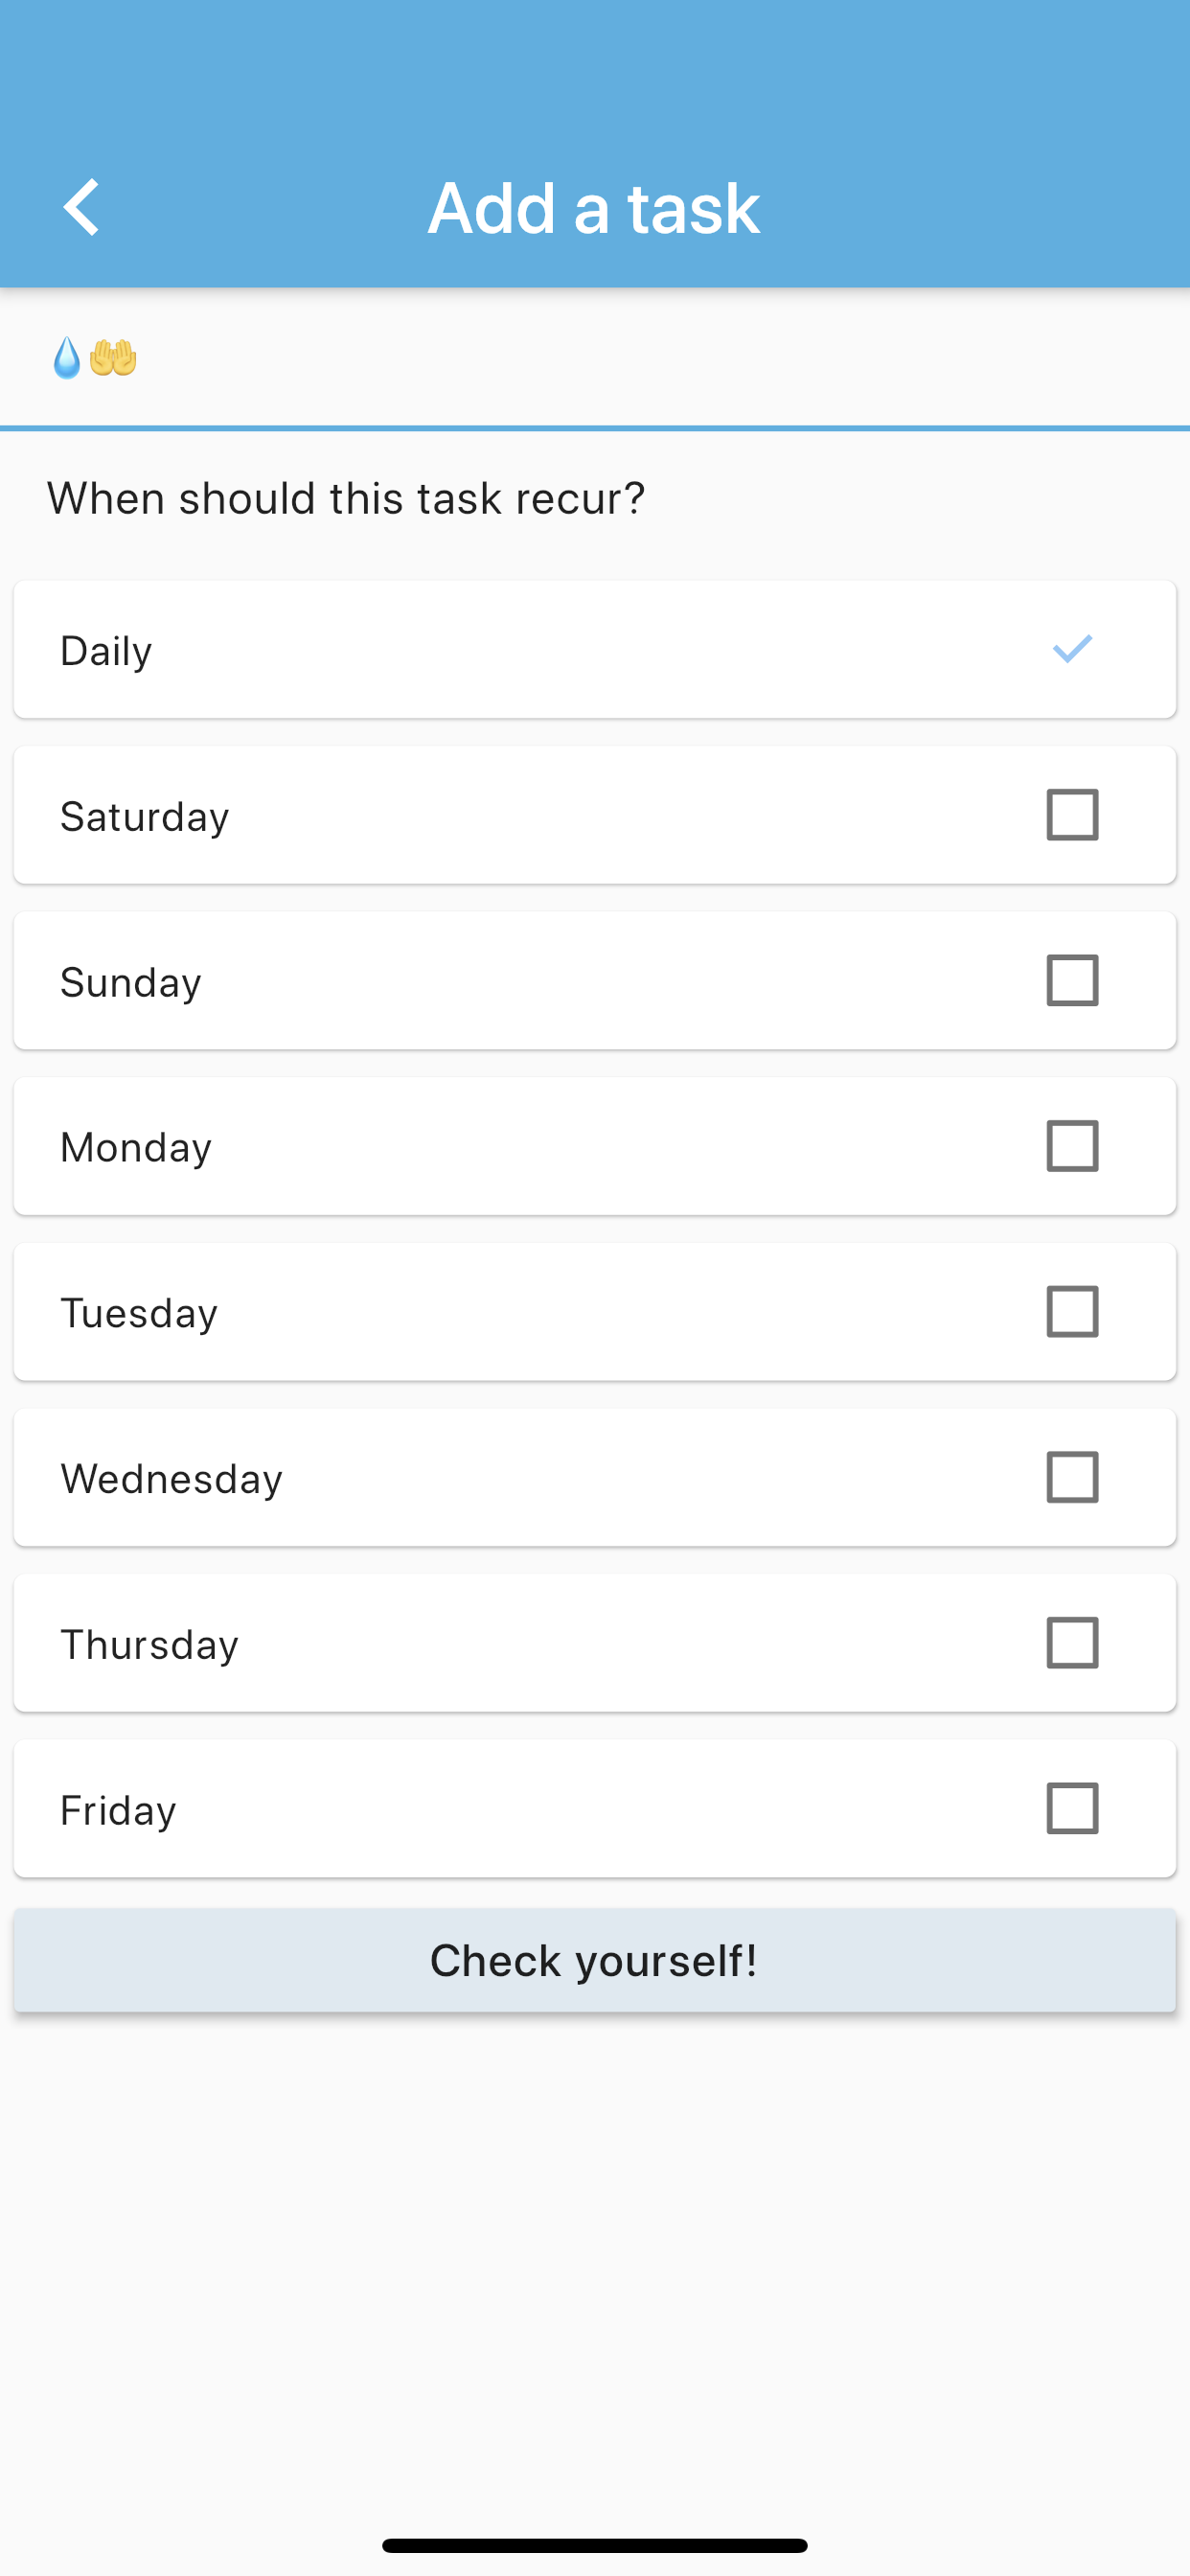 Add a task
💧🤲
When should this task recur?
Daily
Saturday
Sunday
Monday
Tuesday
Wednesday
Thursday
Friday
Check yourself!